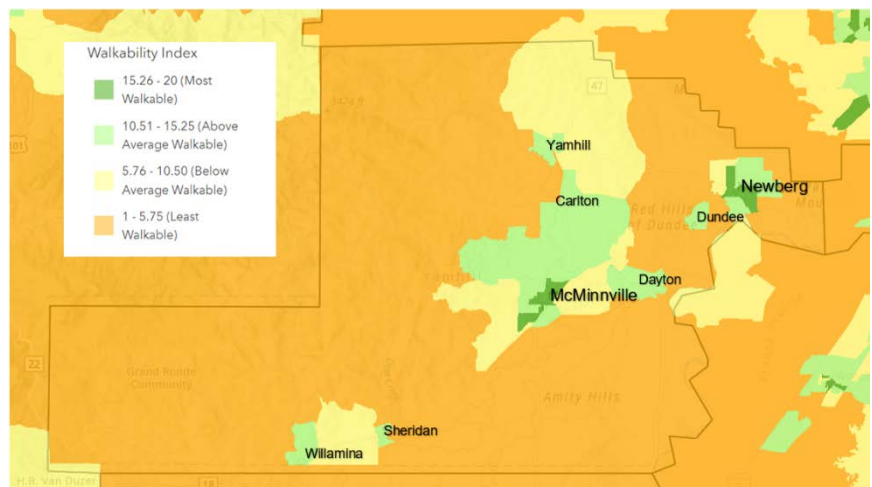 Walkability Index
15.26 - 20 (Most
Walkable)
10.51 - 15.25 (Above
Average Walkable)
5.76 - 10.50 (Below
Average Walkable)
1 - 5.75 (Least
Walkable)
47
101
Yamhill
Newberg
Carlton
Red Hills
of Dundee
Dundee
Dayton
McMinnville
22
Grand Ronde
Community
Amity Hills
Sheridan
Willamina
H.B. Van Duzer
18